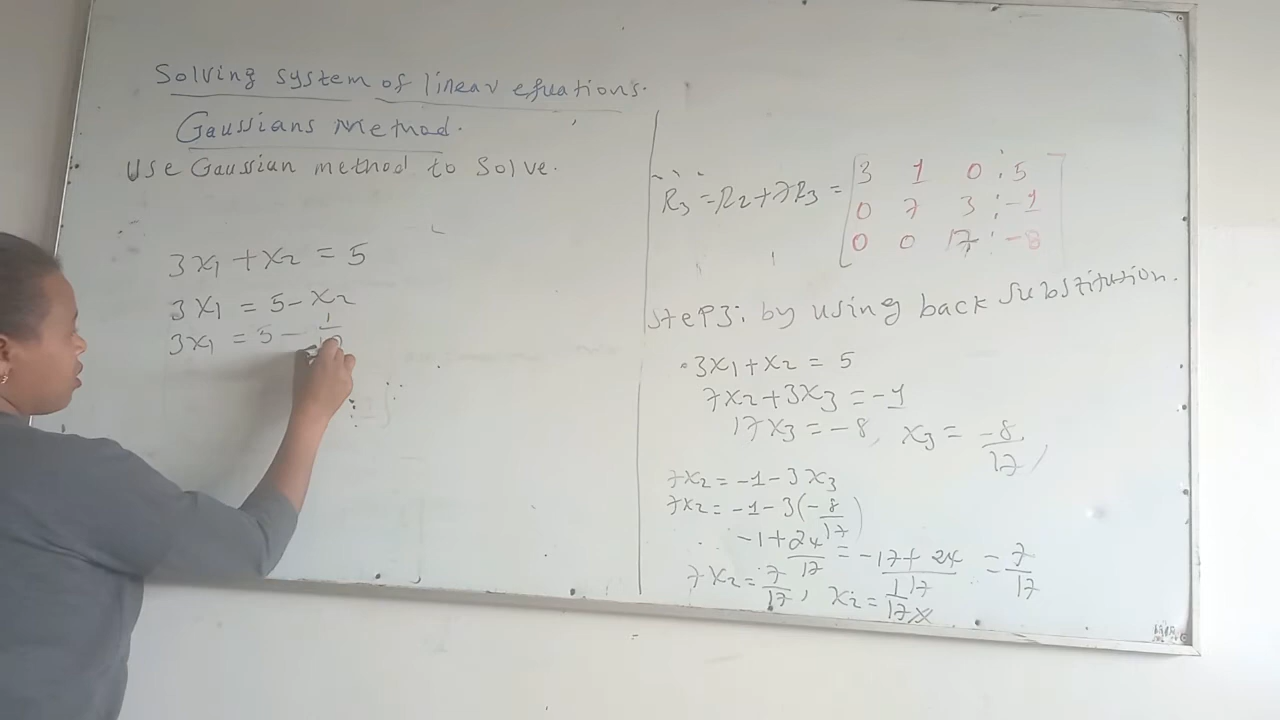 Solving system of linear equations.
Gaussians Method.
Use Gaussian method to solve.
3x₁ + x₂ = 5
3x₁ = 5 - x₂
3x₁ = 5 - 1
R₃ = R₂ + 7R₃ = 3 1 0 : 5
0 7 3 : -1
0 0 17 : -8
Step3: by using back substitution.
3x₁ + x₂ = 5
7x₂ + 3x₃ = -1
17x₃ = -8, x₃ = -8/17,
7x₂ = -1 - 3x₃
7x₂ = -1 - 3(-8/17)
-1 + 24/17 = -17 + 24/17 = 7/17
7x₂ = 7/17, x₂ = 1/17